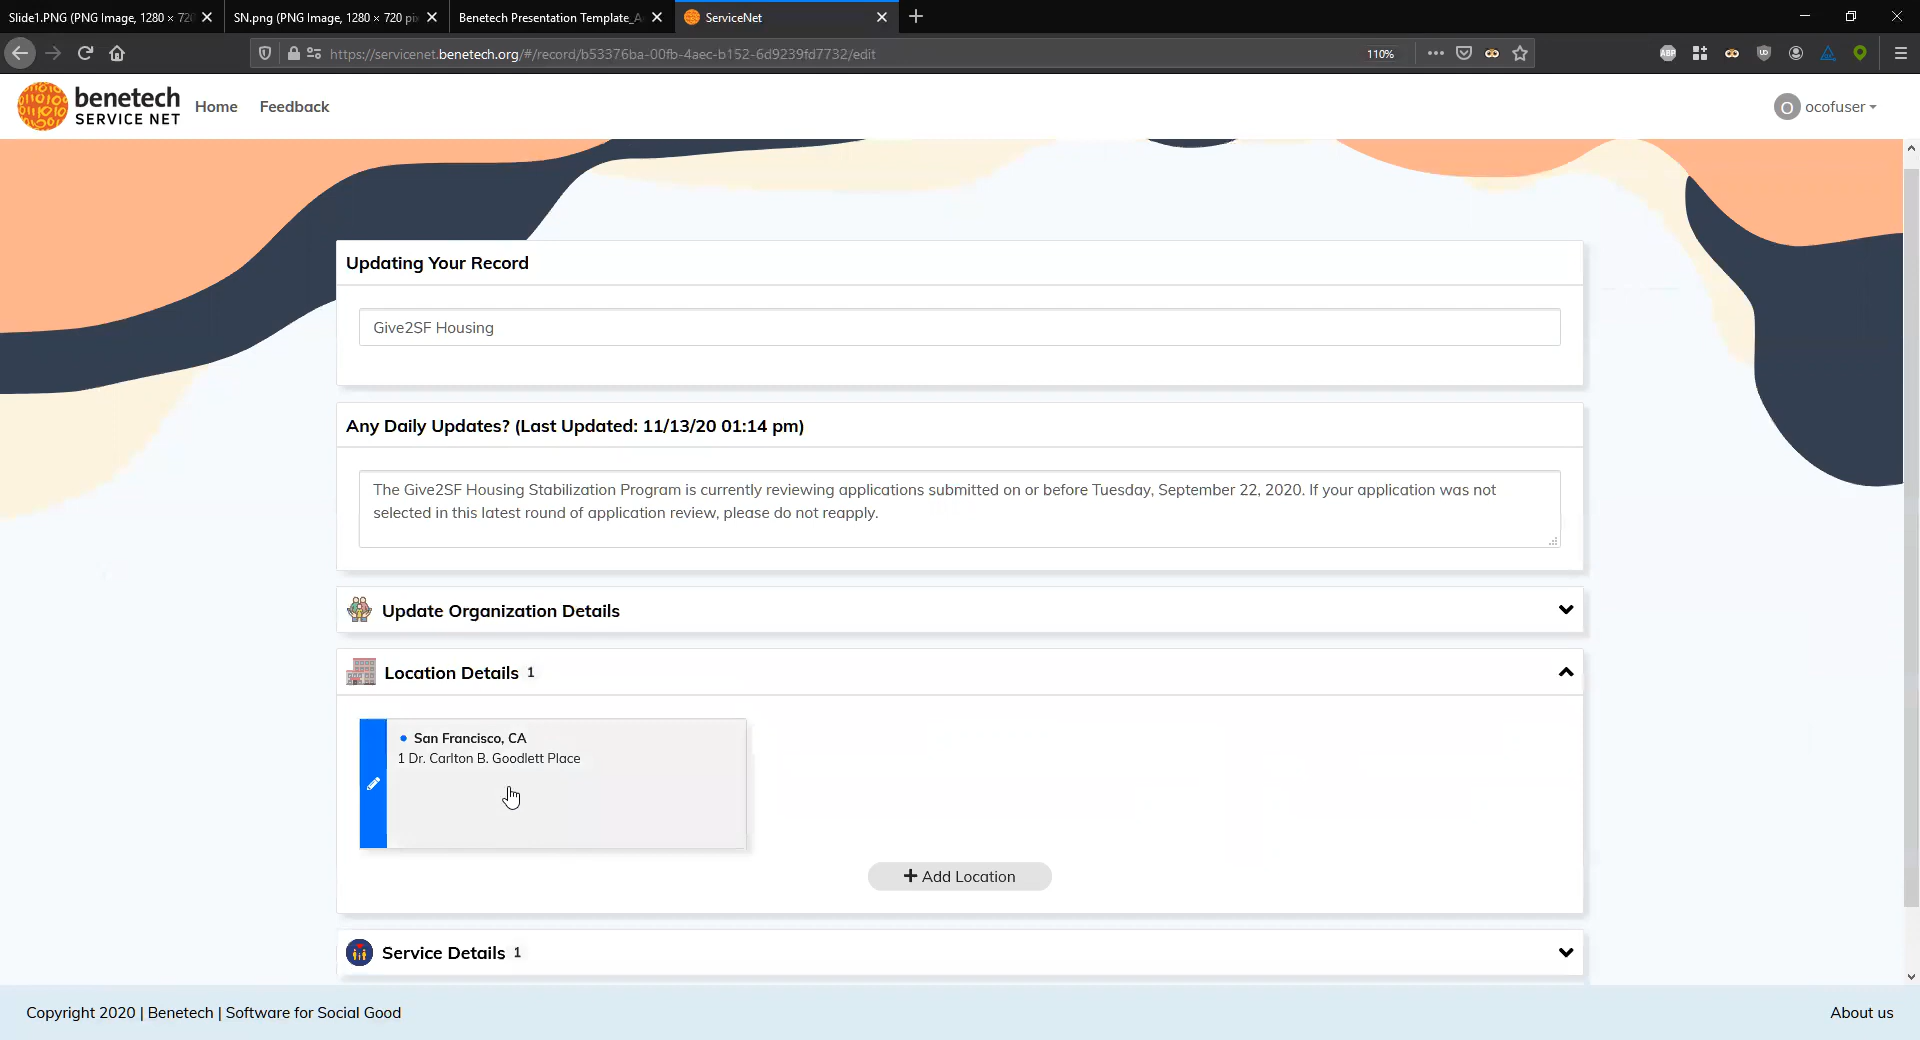 Slide1.PNG (PNG Image, 1280 × 720
SN.png (PNG Image, 1280 × 720 pi
Benetech Presentation Template_A
ServiceNet
https://servicenet.benetech.org/#/record/b53376ba-00fb-4aec-b152-6d9239fd7732/edit
110%
ABP
benetech
SERVICE NET
Home
Feedback
O ocofuser
Updating Your Record
Give2SF Housing
Any Daily Updates? (Last Updated: 11/13/20 01:14 pm)
The Give2SF Housing Stabilization Program is currently reviewing applications submitted on or before Tuesday, September 22, 2020. If your application was not
selected in this latest round of application review, please do not reapply.
Update Organization Details
Location Details 1
San Francisco, CA
1 Dr. Carlton B. Goodlett Place
+ Add Location
Service Details 1
Copyright 2020 | Benetech | Software for Social Good
About us